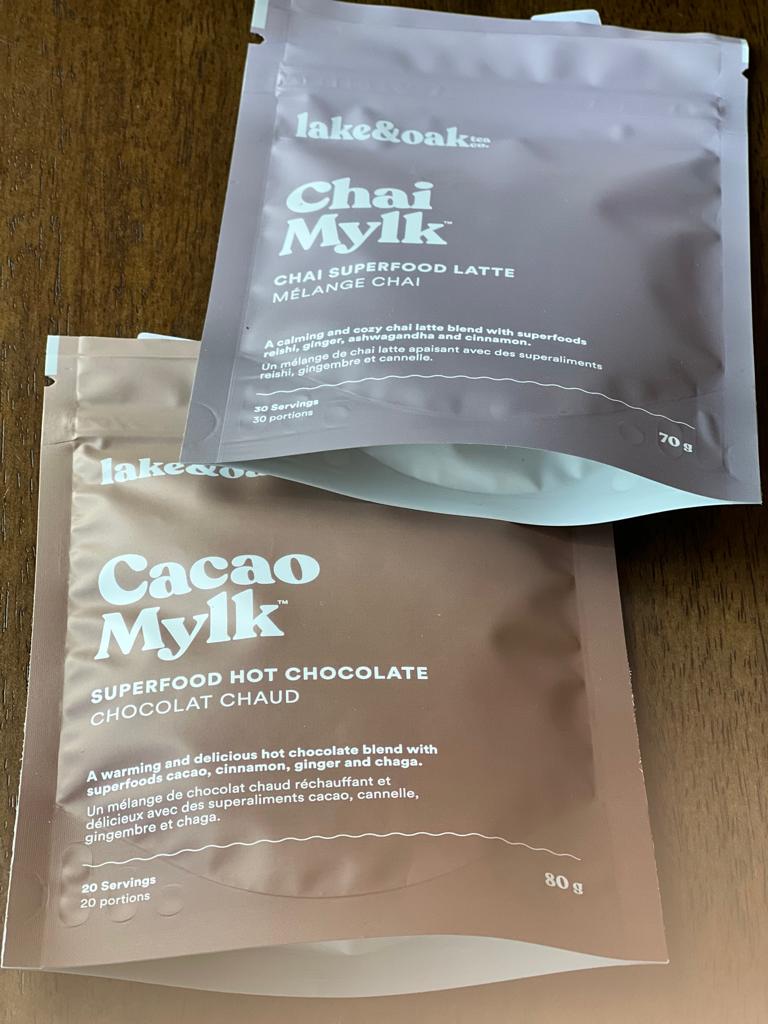 lake&oak tea co.
Chai
Mylk™
CHAI SUPERFOOD LATTE
MÉLANGE CHAI
A calming and cozy chai latte blend with superfoods
reishi, ginger, ashwagandha and cinnamon.
Un mélange de chai latte apaisant avec des superaliments
reishi, gingembre et cannelle.
30 Servings
30 portions
70 g
lake&oa
Cacao
Mylk™
SUPERFOOD HOT CHOCOLATE
CHOCOLAT CHAUD
A warming and delicious hot chocolate blend with
superfoods cacao, cinnamon, ginger and chaga.
Un mélange de chocolat chaud réchauffant et
délicieux avec des superaliments cacao, cannelle,
gingembre et chaga.
20 Servings
20 portions
80 g